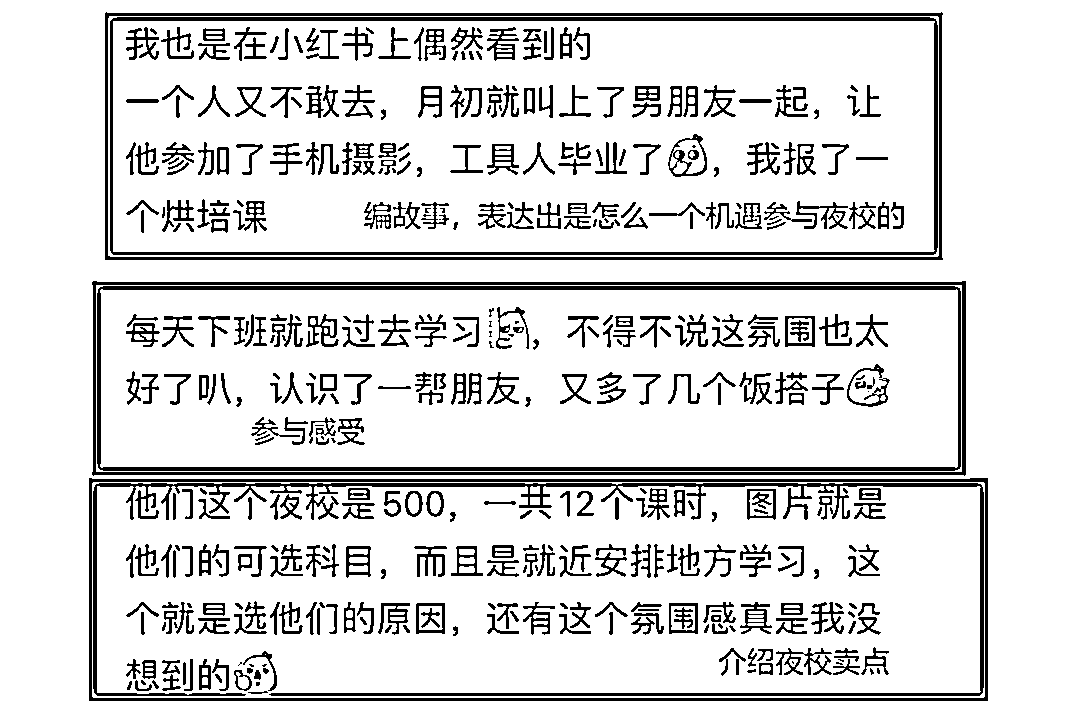 我也是在小红书上偶然看到的
一个人又不敢去，月初就叫上了男朋友一起，让
他参加了手机摄影，工具人毕业了，我报了一
个烘培课
编故事，表达出是怎么一个机遇参与夜校的
每天下班就跑过去学习，不得不说这氛围也太
好了叭，认识了一帮朋友，又多了几个饭搭子
参与感受
他们这个夜校是500，一共12个课时，图片就是
他们的可选科目，而且是就近安排地方学习，这
个就是选他们的原因，还有这个氛围感真是我没
想到的
介绍夜校卖点